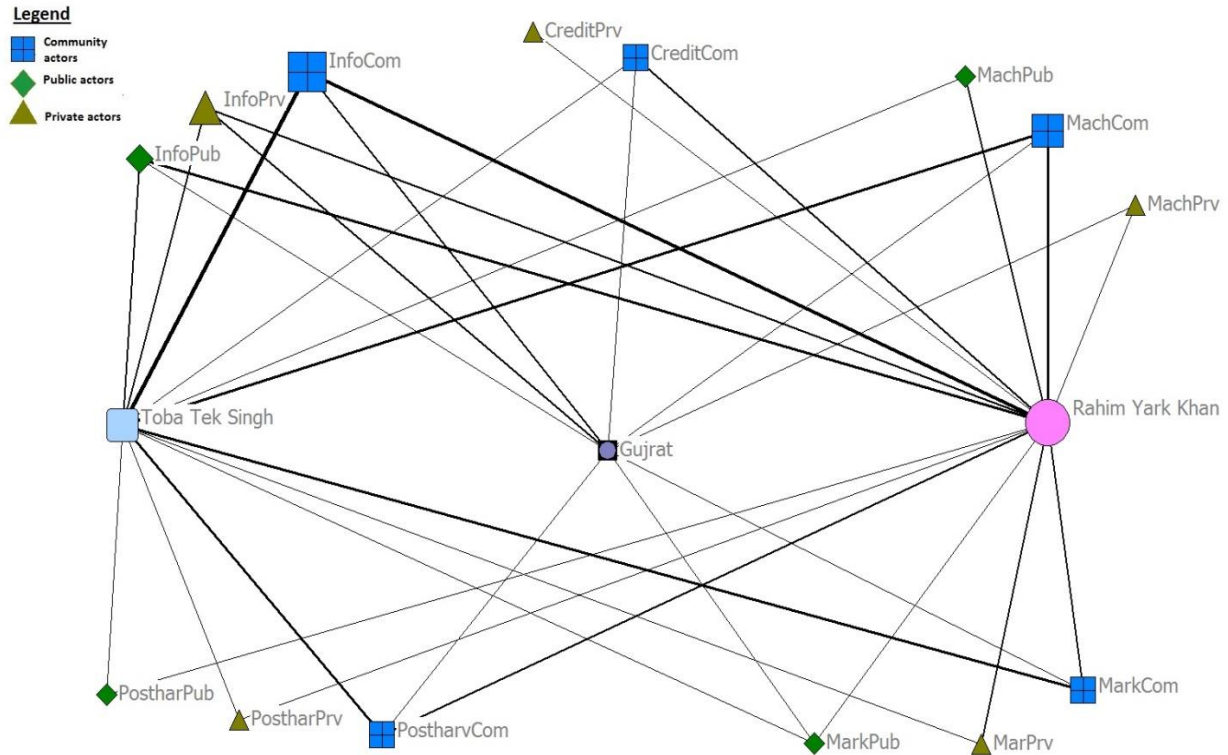 Legend
Community
actors
Public actors
Private actors
CreditPrv
CreditCom
InfoCom
MachPub
InfoPrv
MachCom
InfoPub
MachPrv
Toba Tek Singh
Rahim Yark Khan
Gujrat
PostharPub
MarkCom
PostharPrv
PostharvCom
MarkPub
MarPrv